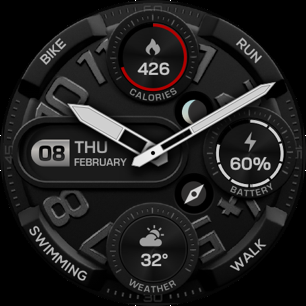 BIKE
RUN
426
CALORIES
08
THU
FEBRUARY
60%
BATTERY
32°
WEATHER
SWIMMING
WALK